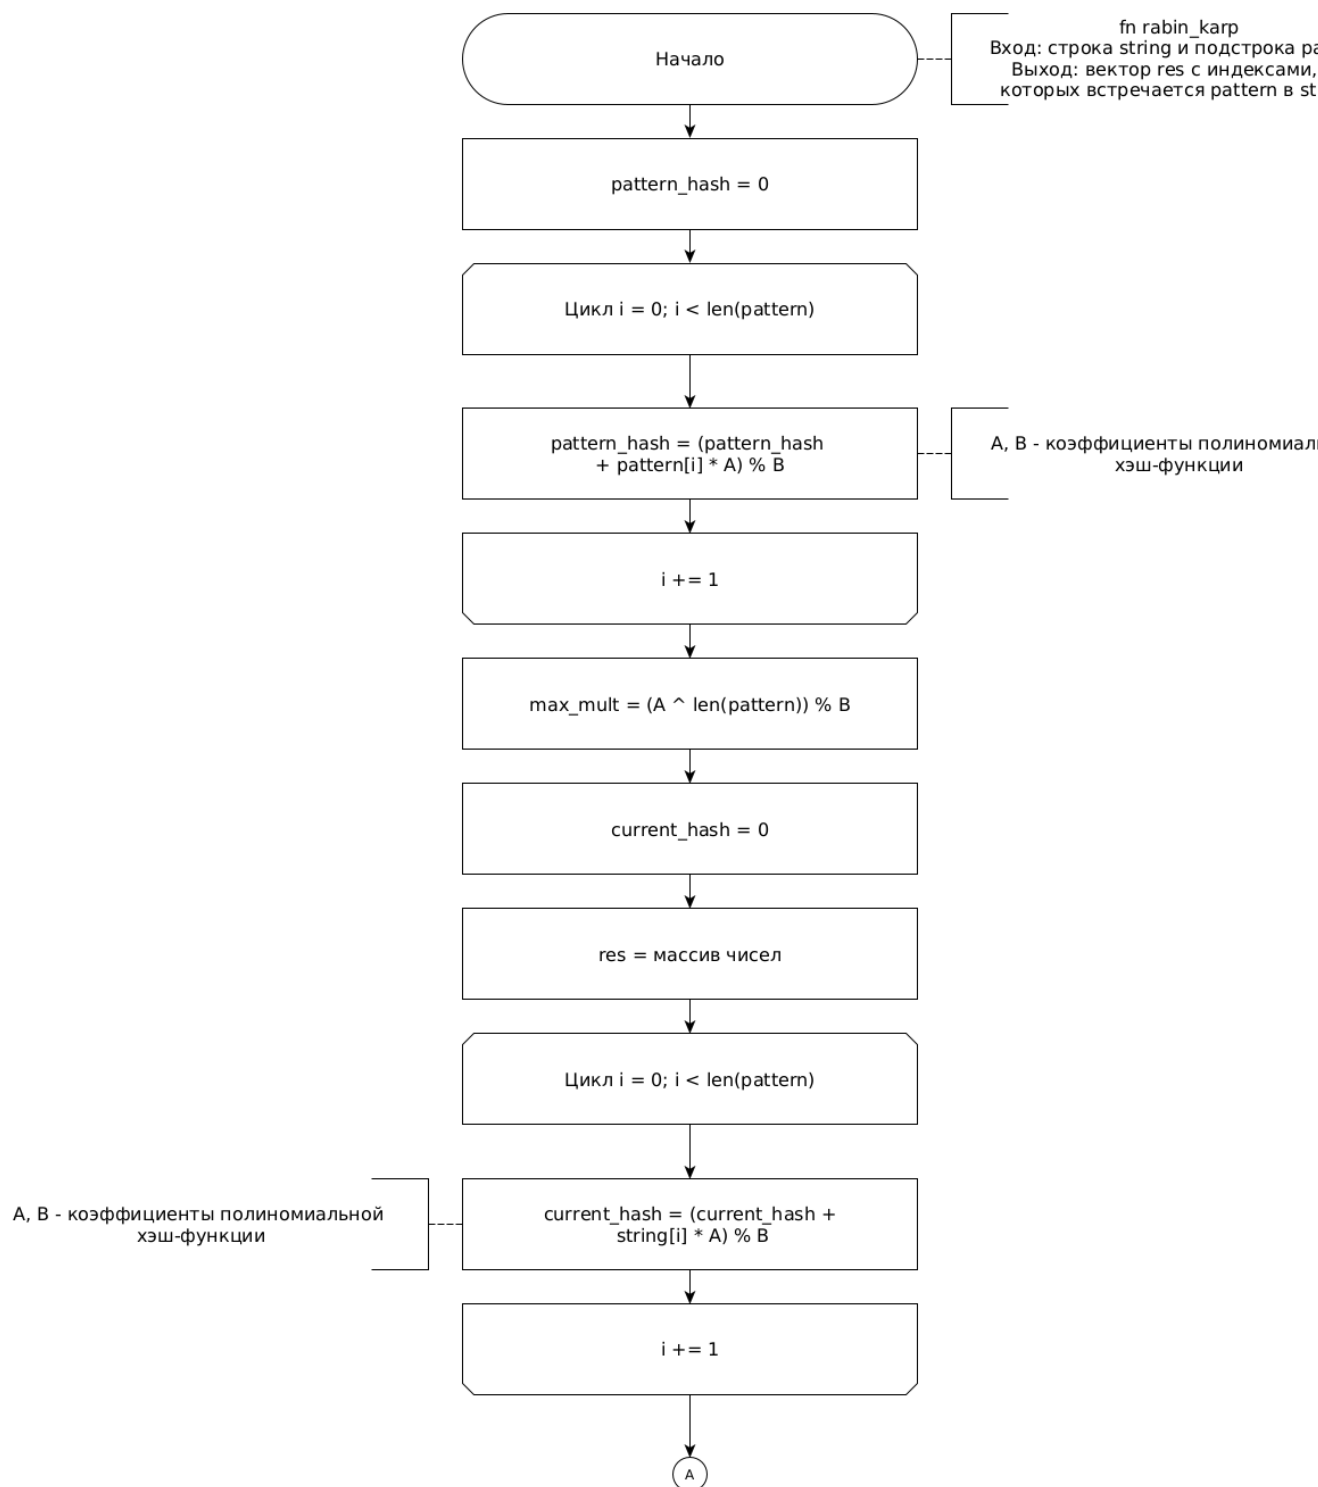 Начало
fn rabin_karp
Вход: строка string и подстрока
Выход: вектор res с индексами,
которых встречается pattern в
pattern_hash = 0
Цикл i = 0; i < len(pattern)
pattern_hash = (pattern_hash
+ pattern[i] * A) % B
A, B - коэффициенты
хэш-функции
i += 1
max_mult = (A ^ len(pattern)) % B
current_hash = 0
res = массив чисел
Цикл i = 0; i < len(pattern)
A, B - коэффициенты полиномиальной
хэш-функции
current_hash = (current_hash +
string[i] * A) % B
i += 1
A